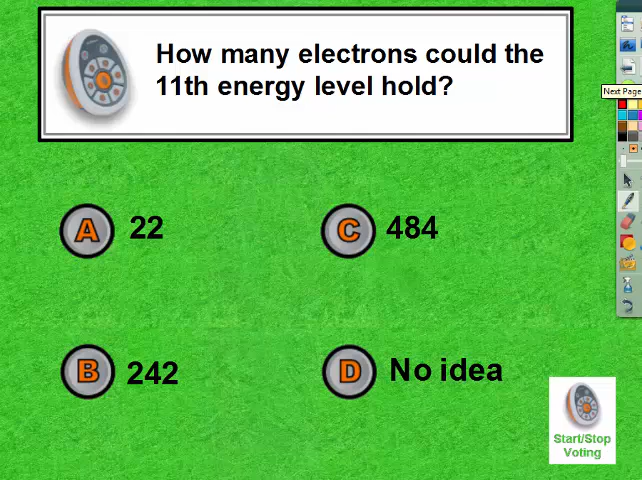 How many electrons could the
11th energy level hold?
Next Page
A 22
C 484
B 242
D No idea
Start/Stop
Voting